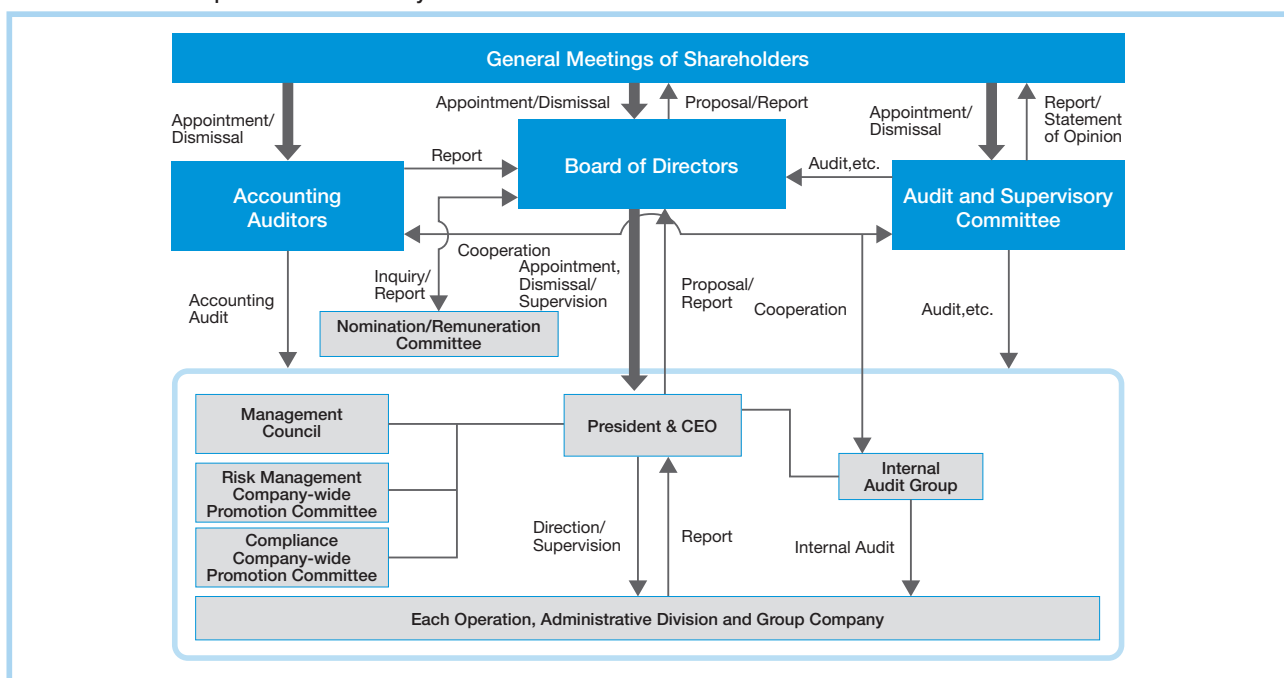 General Meetings of Shareholders
Appointment/
Dismissal
Appointment/Dismissal
Proposal/Report
Appointment/
Dismissal
Report/
Statement
of Opinion
Report
Board of Directors
Audit,etc.
Accounting
Auditors
Audit and Supervisory
Committee
Cooperation
Inquiry/
Report
Appointment,
Dismissal/
Supervision
Proposal/
Report
Cooperation
Accounting
Audit
Audit,etc.
Nomination/Remuneration
Committee
Management
Council
President & CEO
Risk Management
Company-wide
Promotion Committee
Internal
Audit Group
Compliance
Company-wide
Promotion Committee
Direction/
Supervision
Report
Internal Audit
Each Operation, Administrative Division and Group Company